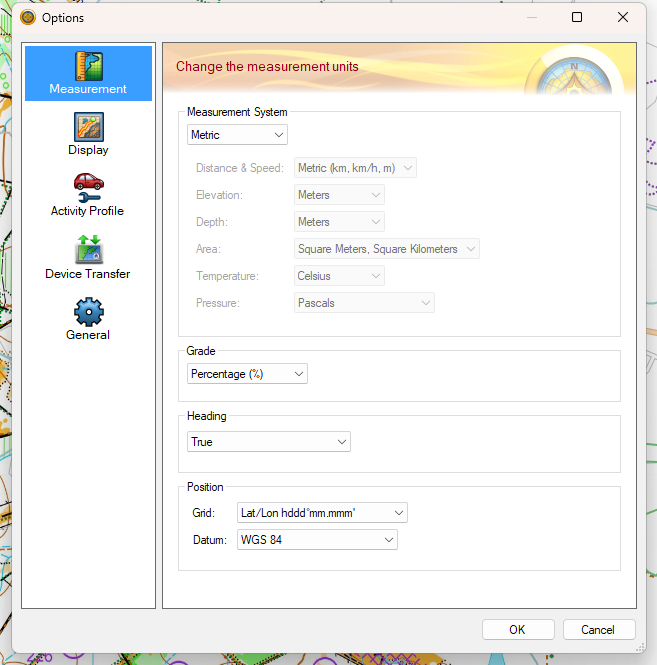 Options
Change the measurement units
N
Measurement
Display
Activity Profile
Device Transfer
General
Measurement System
Metric
Distance & Speed: Metric (km, km/h, m)
Elevation: Meters
Depth: Meters
Area: Square Meters, Square Kilometers
Temperature: Celsius
Pressure: Pascals
Grade
Percentage (%)
Heading
True
Position
Grid: Lat/Lon hddd°mm.mmm'
Datum: WGS 84
OK Cancel